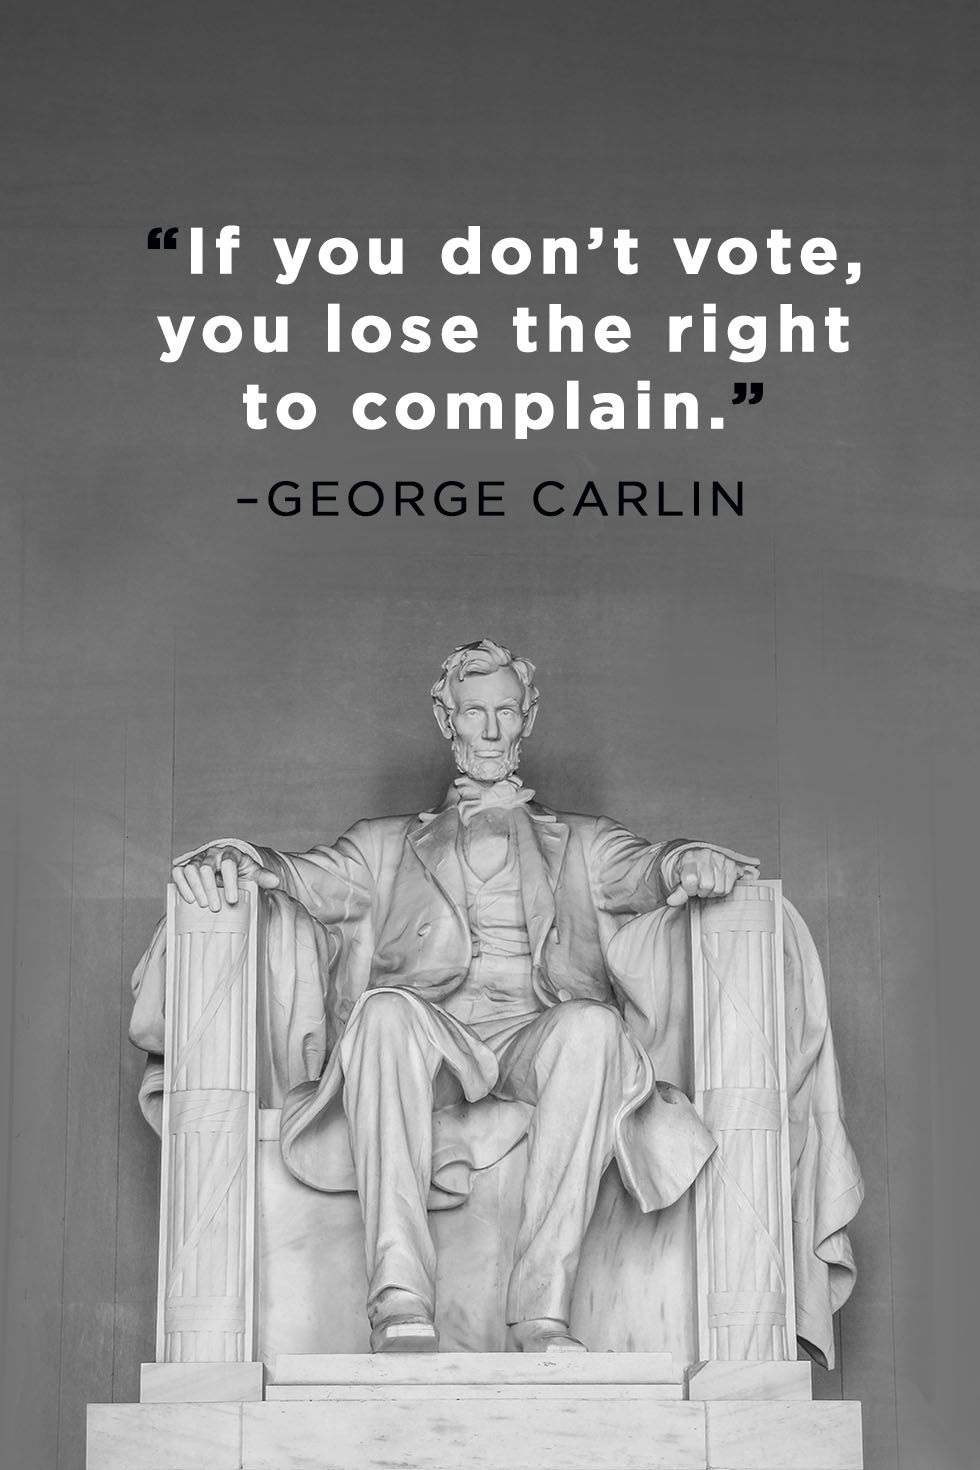 “If you don’t vote,
you lose the right
to complain.”
–GEORGE CARLIN